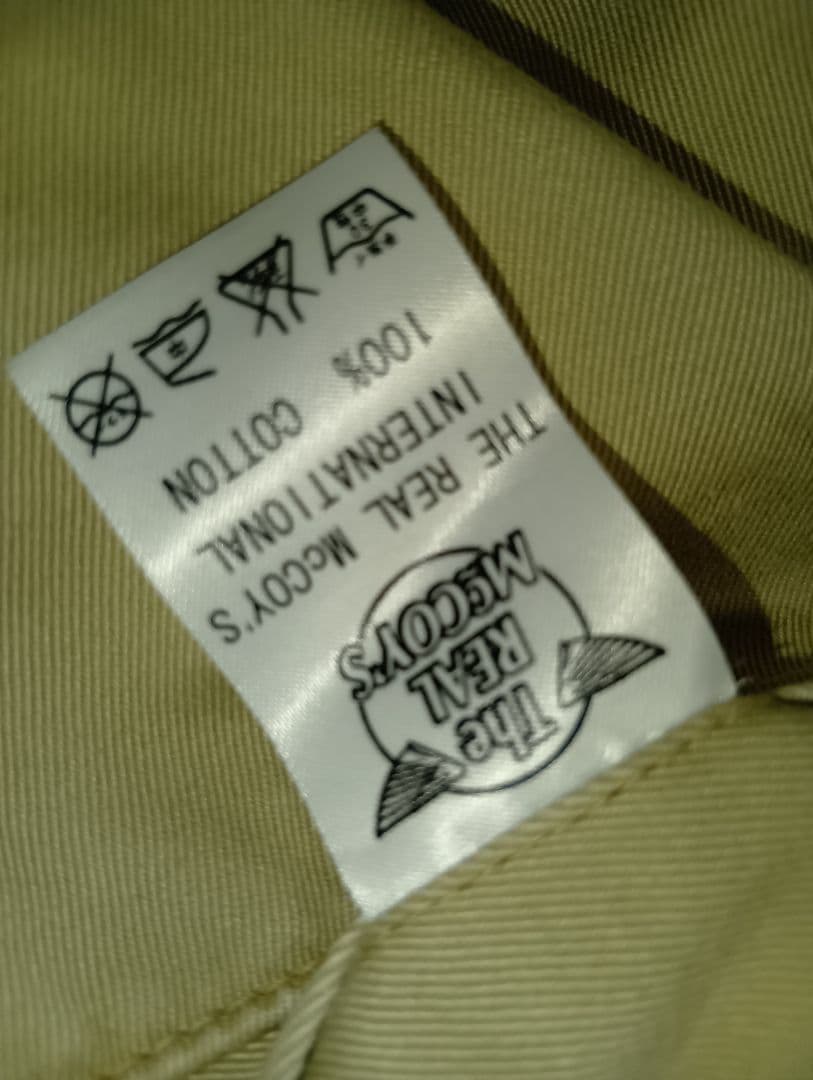 The
REAL
McCOY'S
THE REAL McCOY'S
INTERNATIONAL
100% COTTON